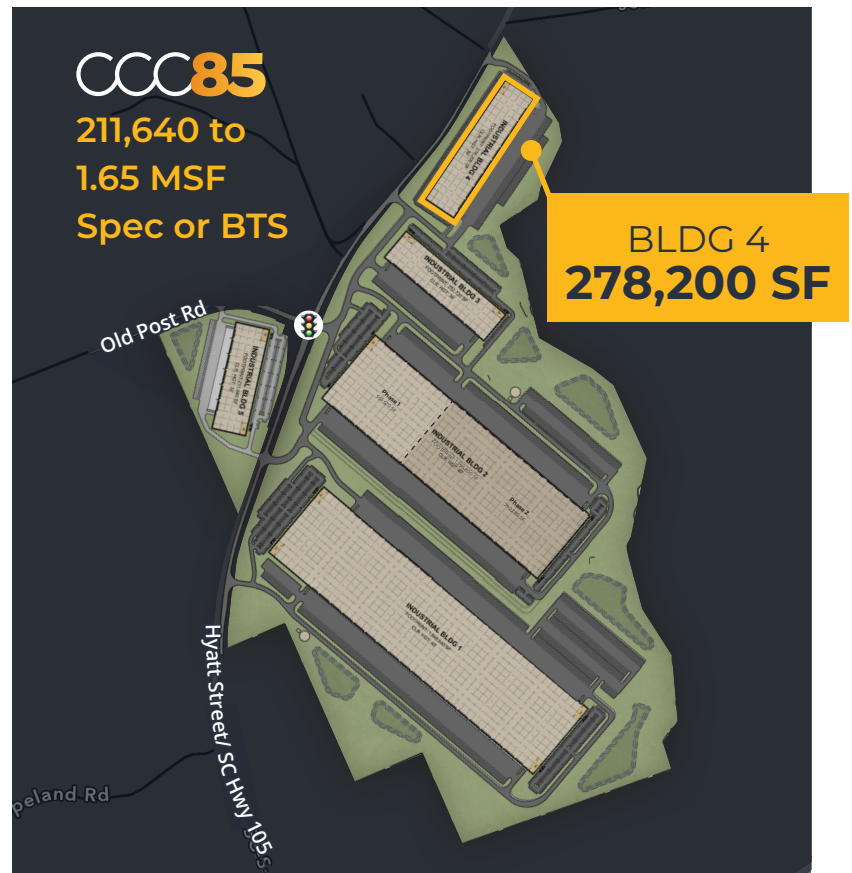 CCC85
211,640 to
1.65 MSF
Spec or BTS
BLDG 4
278,200 SF
INDUSTRIAL BLDG 4
INDUSTRIAL BLDG 3
Old Post Rd
INDUSTRIAL BLDG 5
Phase 1
INDUSTRIAL BLDG 2
Phase 2
INDUSTRIAL BLDG 1
Hyatt Street/ SC Hwy 105
peland Rd